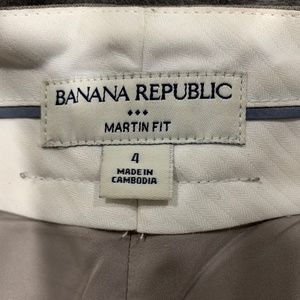 BANANA REPUBLIC
MARTIN FIT
4
MADE IN
CAMBODIA